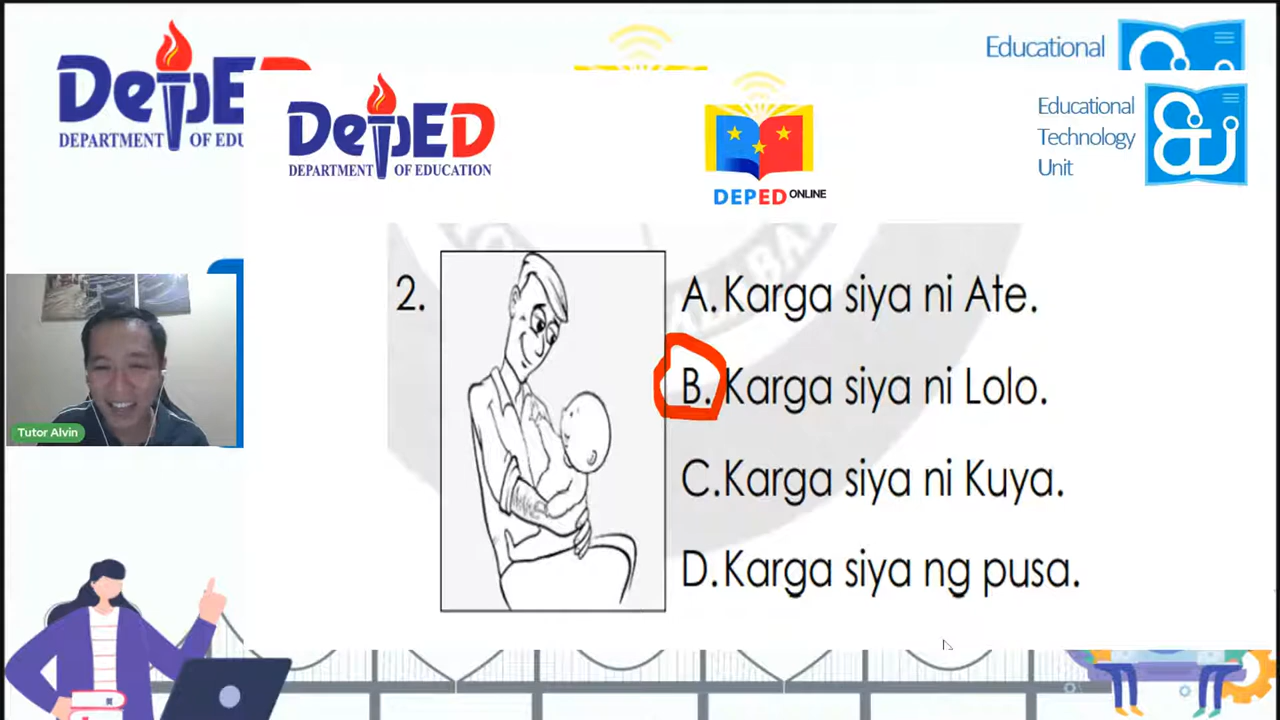 DepED
DEPARTMENT OF EDU
Educational
DepED
DEPARTMENT OF EDUCATION
DEPED ONLINE
Educational
Technology
Unit
2.
A. Karga siya ni Ate.
B. Karga siya ni Lolo.
C. Karga siya ni Kuya.
D. Karga siya ng pusa.
Tutor Alvin